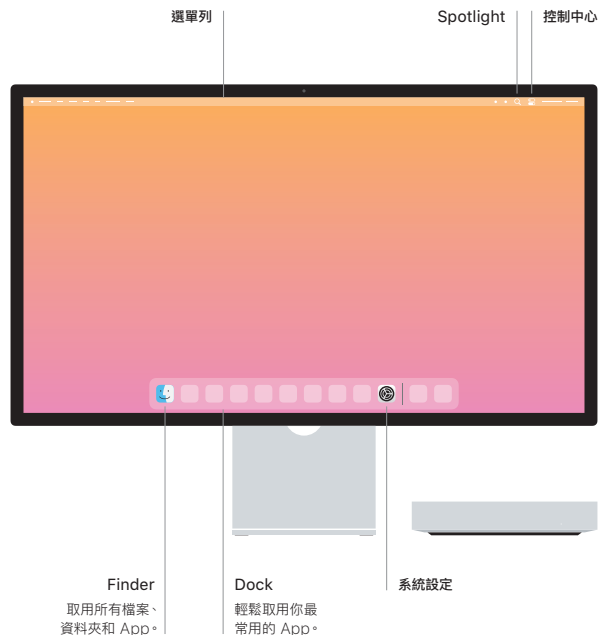 選單列
Spotlight
控制中心
Finder
取用所有檔案、
資料夾和 App。
Dock
輕鬆取用你最
常用的 App。
系統設定